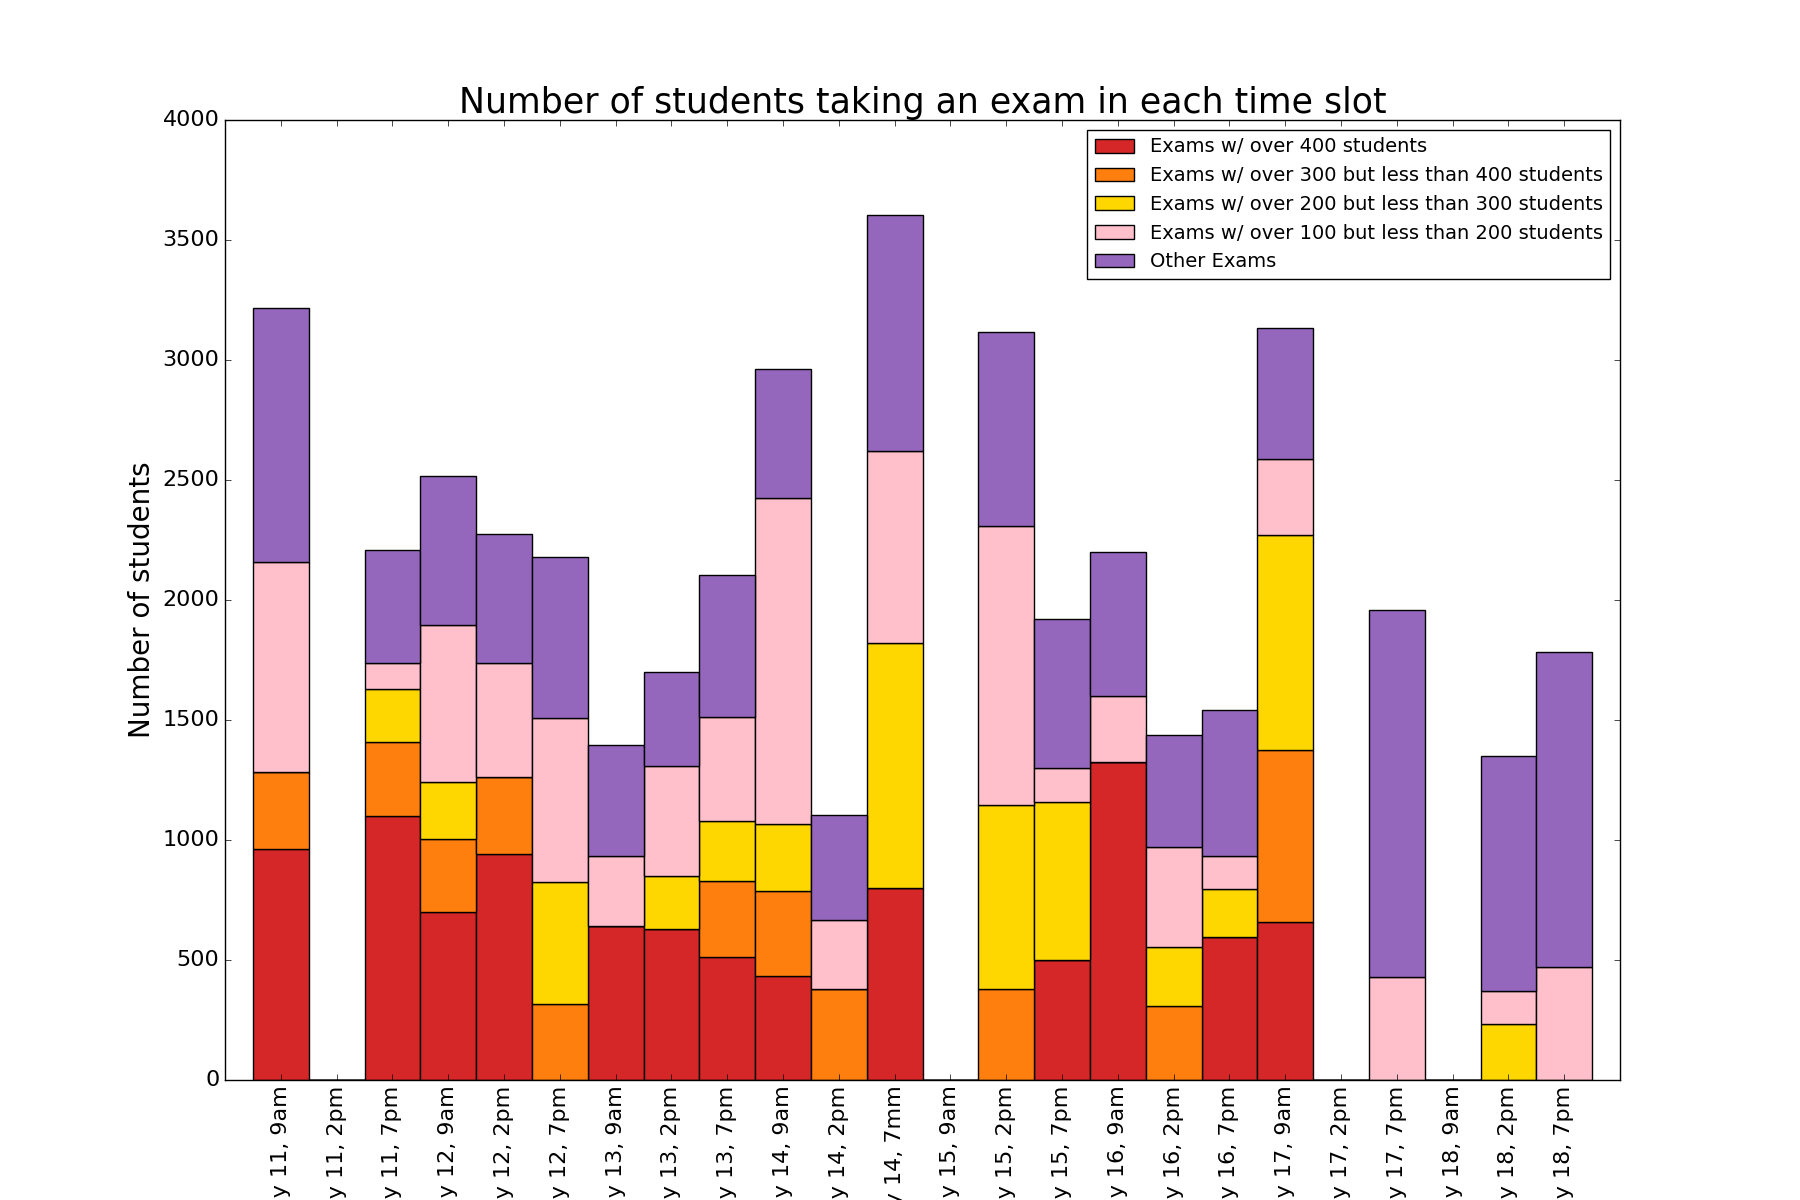 Number of students taking an exam in each time slot
Exams w/ over 400 students
Exams w/ over 300 but less than 400 students
Exams w/ over 200 but less than 300 students
Exams w/ over 100 but less than 200 students
Other Exams
Number of students
4000
3500
3000
2500
2000
1500
1000
500
0
y 11, 9am
y 11, 2pm
y 11, 7pm
y 12, 9am
y 12, 2pm
y 12, 7pm
y 13, 9am
y 13, 2pm
y 13, 7pm
y 14, 9am
y 14, 2pm
y 14, 7mm
y 15, 9am
y 15, 2pm
y 15, 7pm
y 16, 9am
y 16, 2pm
y 16, 7pm
y 17, 9am
y 17, 2pm
y 17, 7pm
y 18, 9am
y 18, 2pm
y 18, 7pm